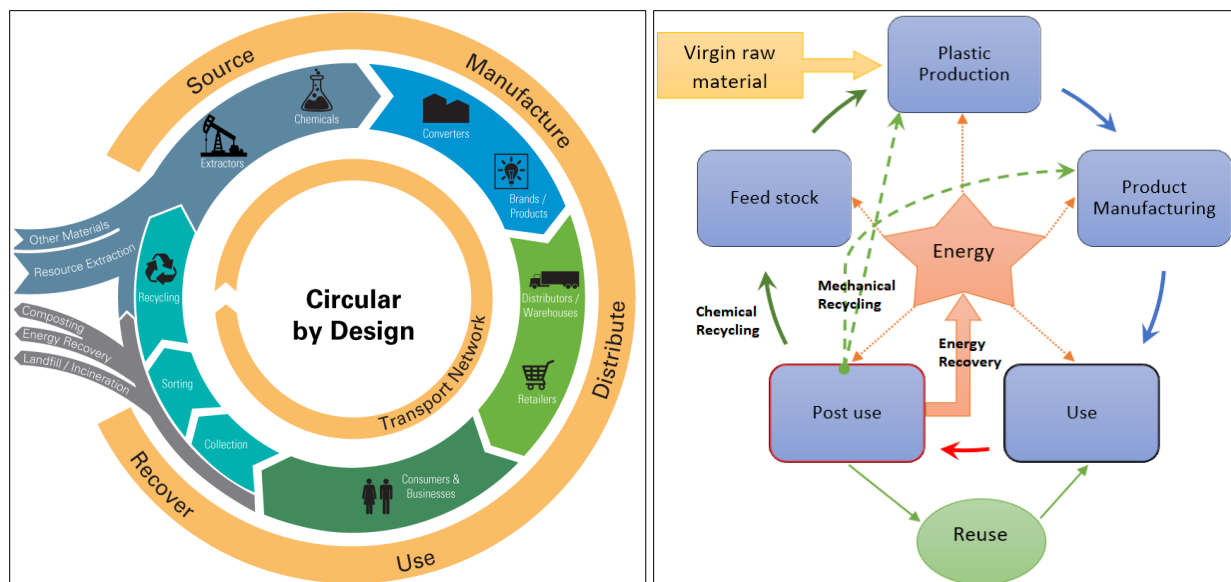 Source
Manufacture
Distribute
Use
Recover
Chemicals
Extractors
Converters
Brands /
Products
Distributors /
Warehouses
Retailers
Consumers &
Businesses
Collection
Sorting
Recycling
Other Materials
Resource Extraction
Composting
Energy Recovery
Landfill / Incineration
Circular
by Design
Transport Network
Virgin raw
material
Plastic
Production
Feed stock
Product
Manufacturing
Energy
Mechanical
Recycling
Chemical
Recycling
Energy
Recovery
Post use
Use
Reuse